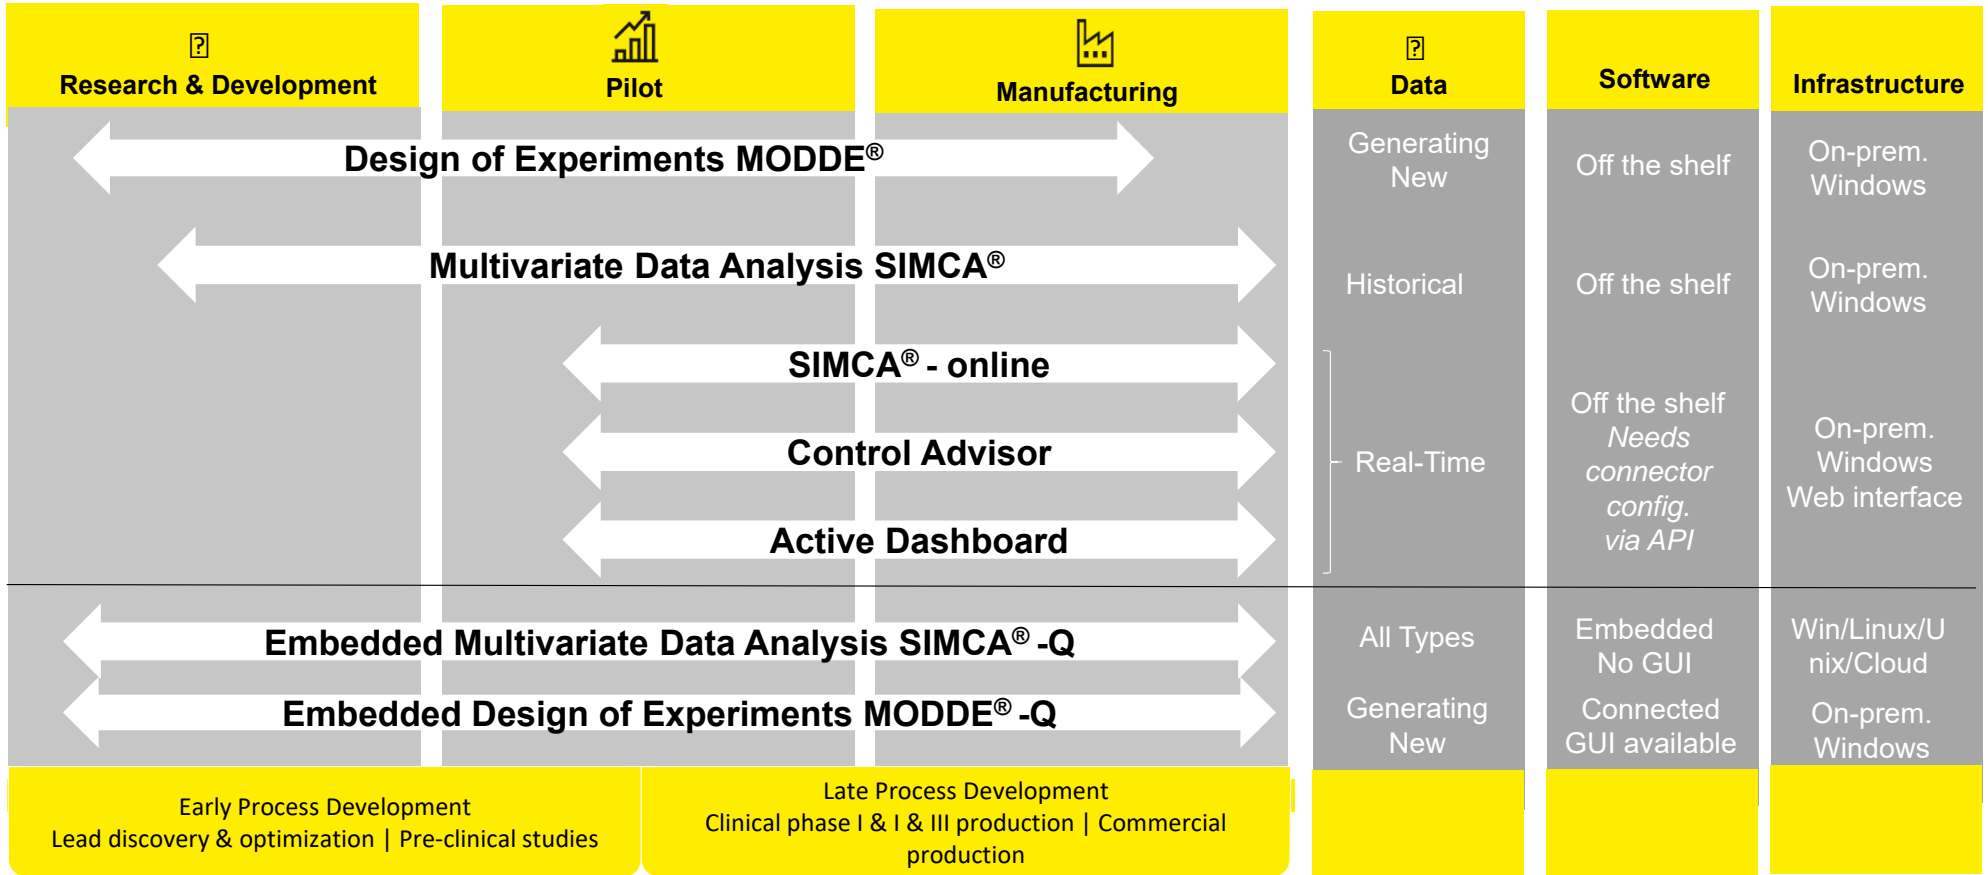 Research & Development
Pilot
Manufacturing
Data
Software
Infrastructure
Design of Experiments MODDE®
Generating
New
Off the shelf
On-prem.
Windows
Multivariate Data Analysis SIMCA®
Historical
Off the shelf
On-prem.
Windows
SIMCA® - online
Control Advisor
Active Dashboard
Real-Time
Off the shelf
Needs
connector
config.
via API
On-prem.
Windows
Web interface
Embedded Multivariate Data Analysis SIMCA® -Q
All Types
Embedded
No GUI
Win/Linux/U
nix/Cloud
Embedded Design of Experiments MODDE® -Q
Generating
New
Connected
GUI available
On-prem.
Windows
Early Process Development
Lead discovery & optimization | Pre-clinical studies
Late Process Development
Clinical phase I & I & III production | Commercial
production